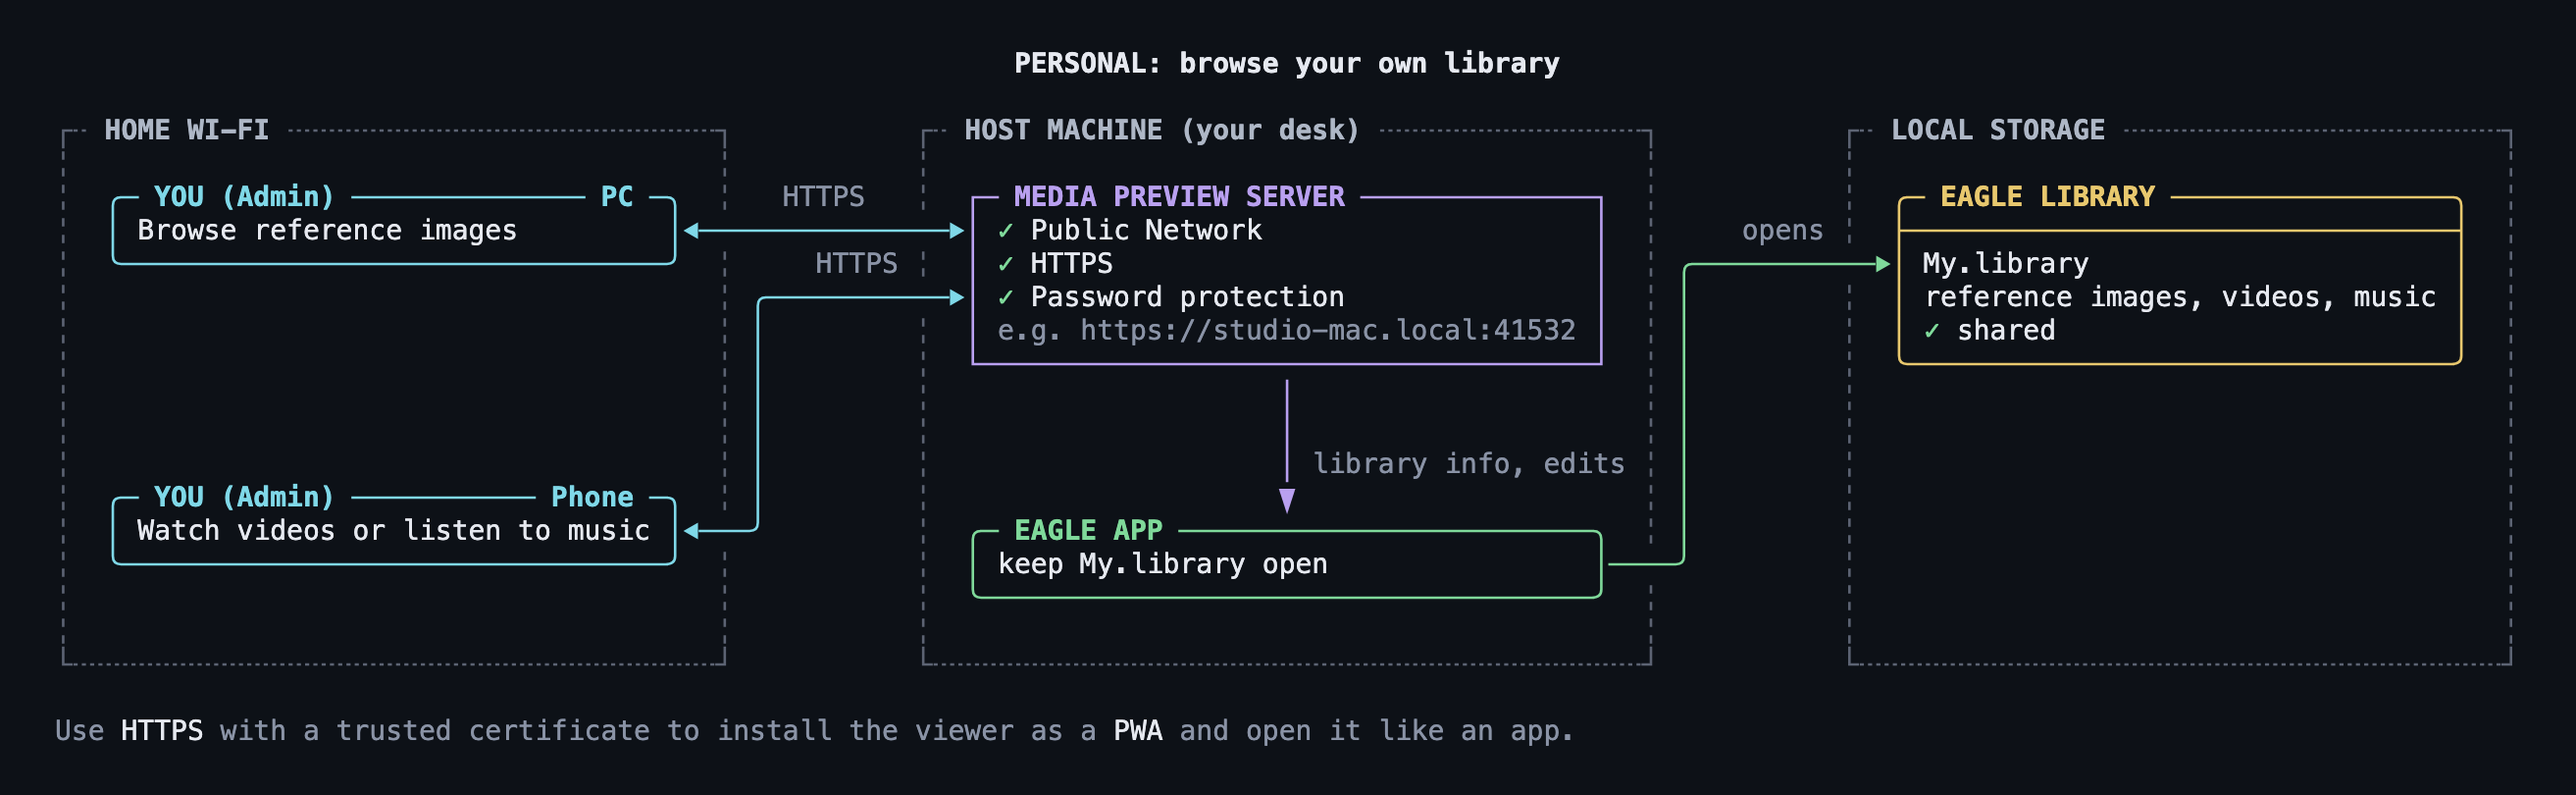 PERSONAL: browse your own library
HOME WI-FI
YOU (Admin) PC
Browse reference images
YOU (Admin) Phone
Watch videos or listen to music
HTTPS
HTTPS
HOST MACHINE (your desk)
MEDIA PREVIEW SERVER
✓ Public Network
✓ HTTPS
✓ Password protection
e.g. https://studio-mac.local:41532
library info, edits
EAGLE APP
keep My.library open
opens
LOCAL STORAGE
EAGLE LIBRARY
My.library
reference images, videos, music
✓ shared
Use HTTPS with a trusted certificate to install the viewer as a PWA and open it like an app.